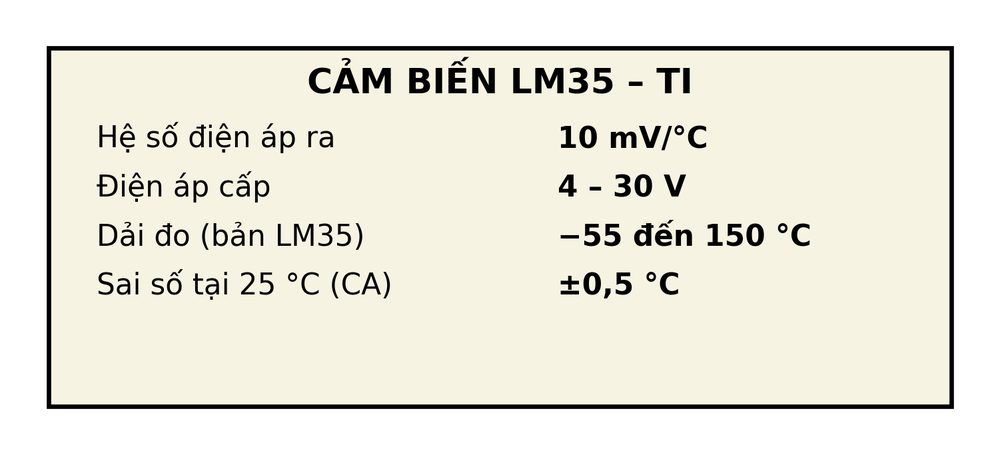 CẢM BIẾN LM35 – TI
Hệ số điện áp ra 10 mV/°C
Điện áp cấp 4 – 30 V
Dải đo (bản LM35) −55 đến 150 °C
Sai số tại 25 °C (CA) ±0,5 °C